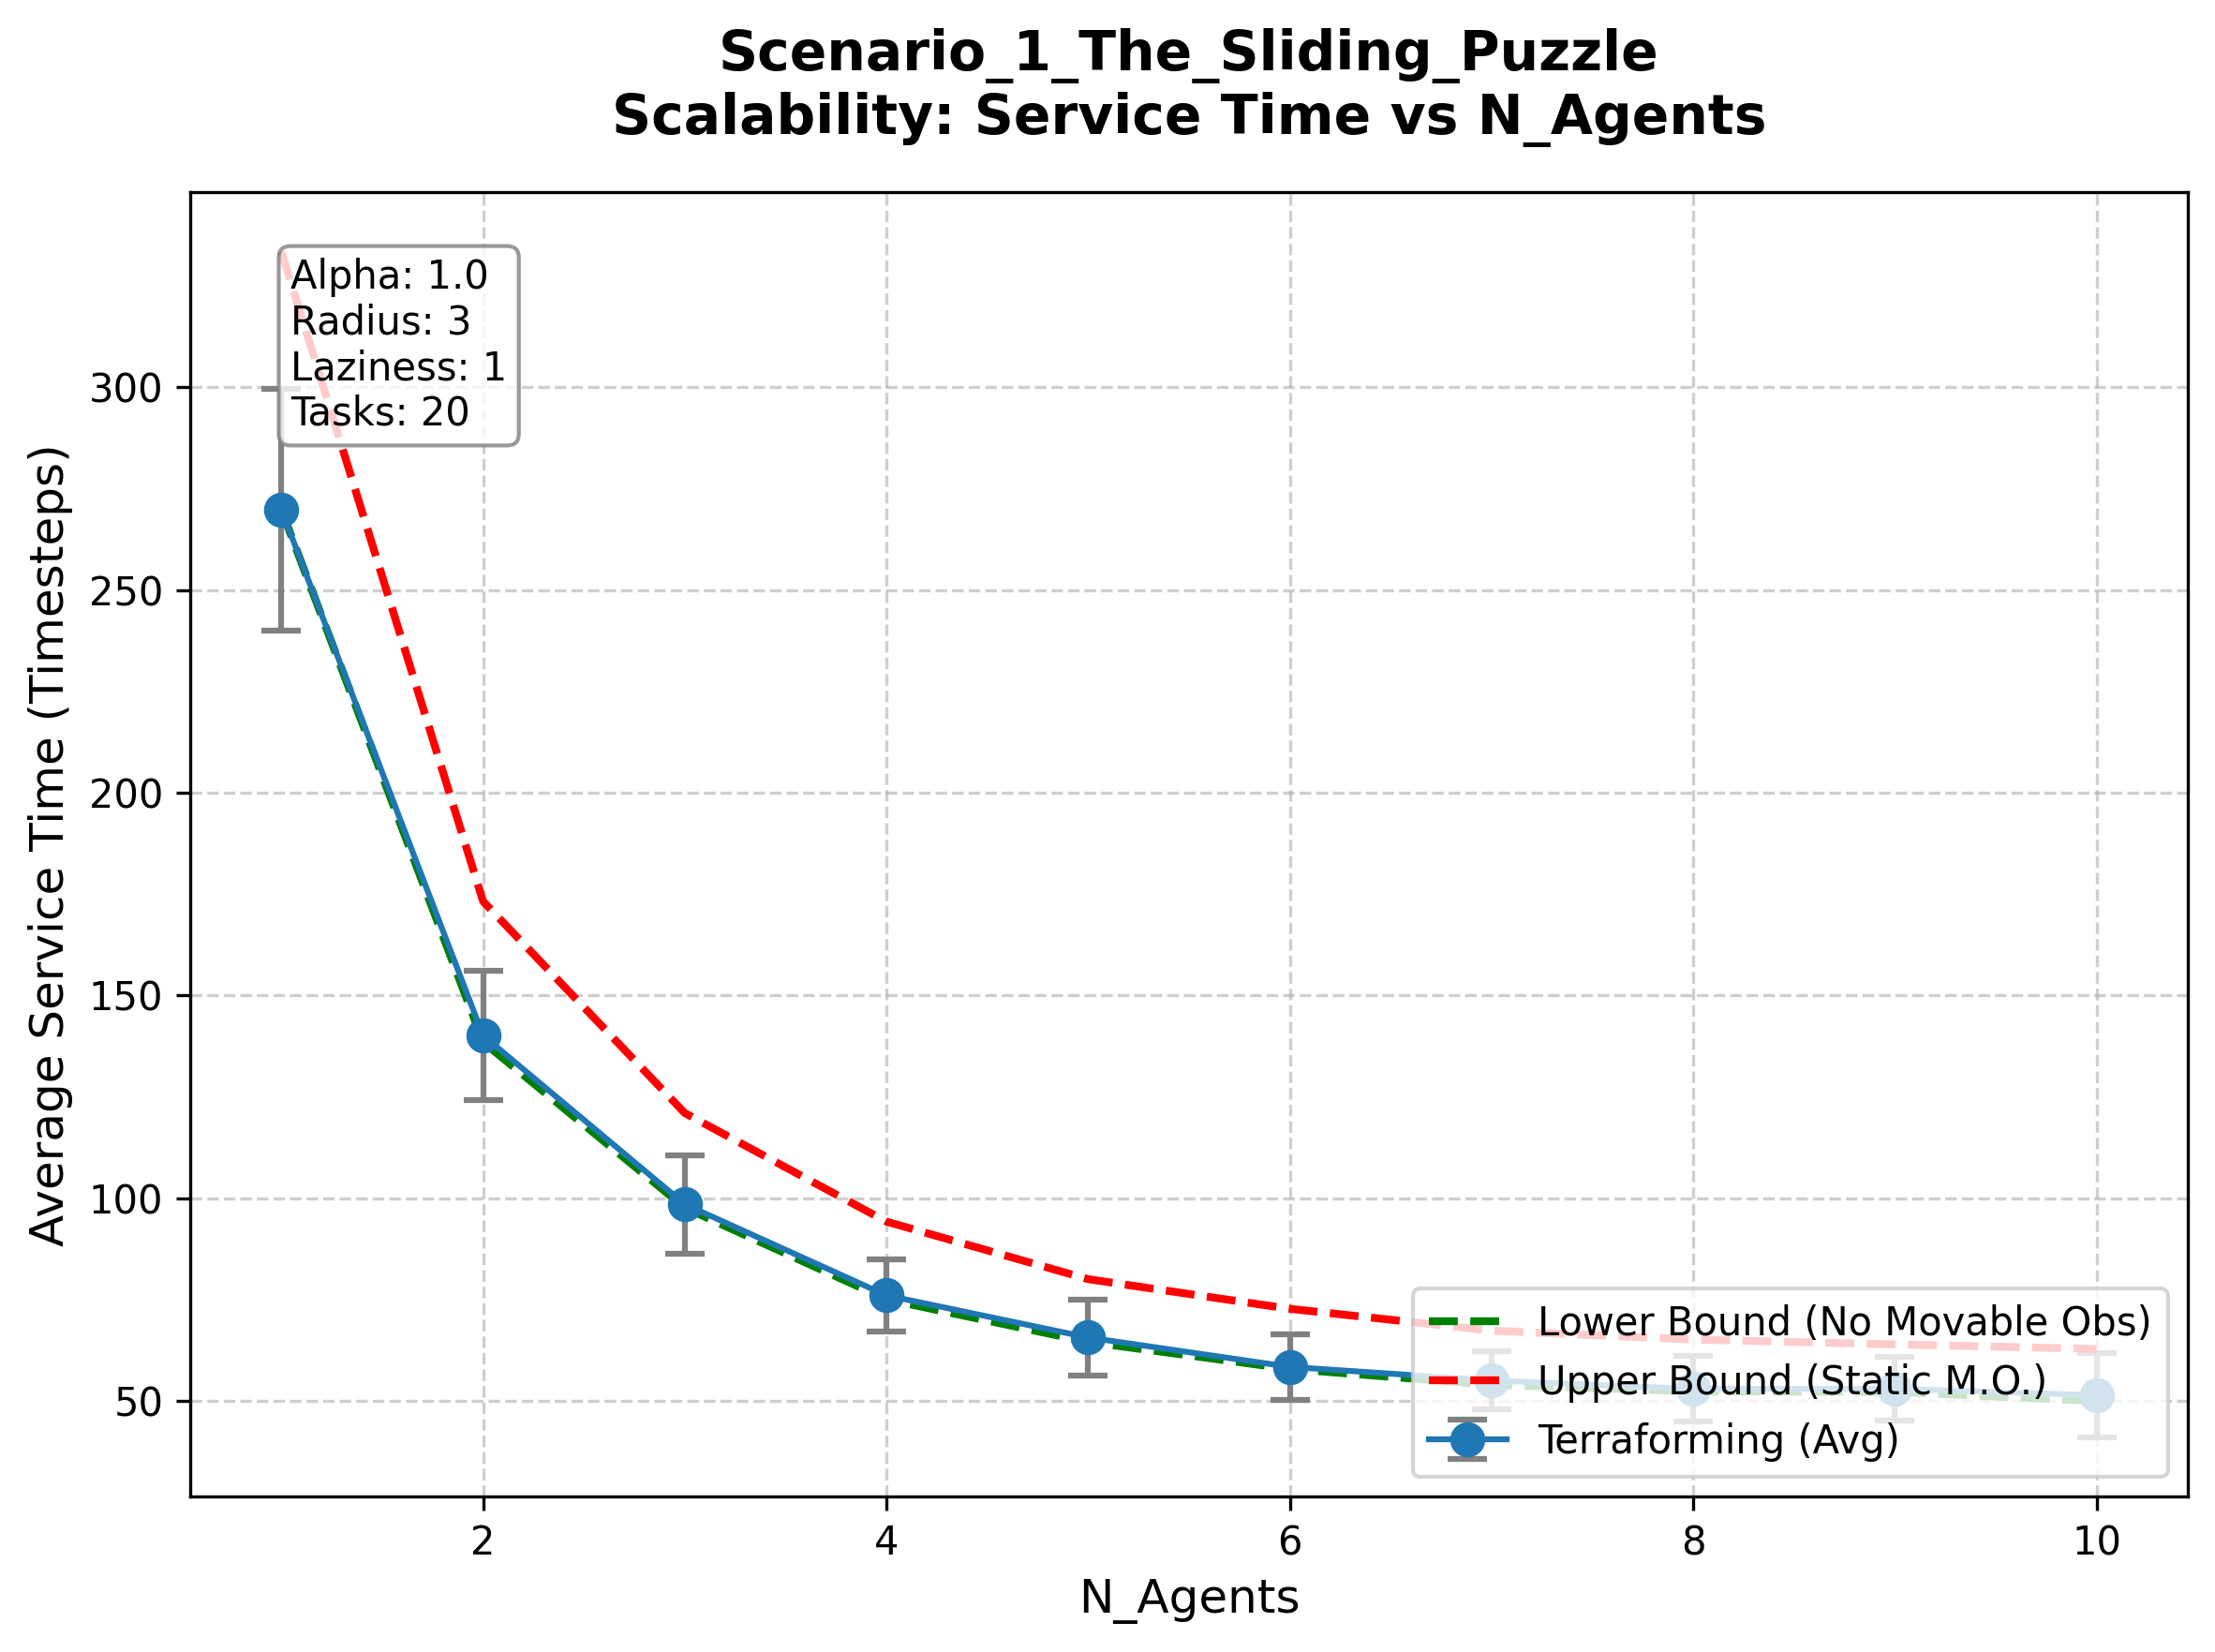 Scenario_1_The_Sliding_Puzzle
Scalability: Service Time vs N_Agents
Average Service Time (Timesteps)
300
250
200
150
100
50
Alpha: 1.0
Radius: 3
Laziness: 1
Tasks: 20
Lower Bound (No Movable Obs)
Upper Bound (Static M.O.)
Terraforming (Avg)
2 4 6 8 10
N_Agents